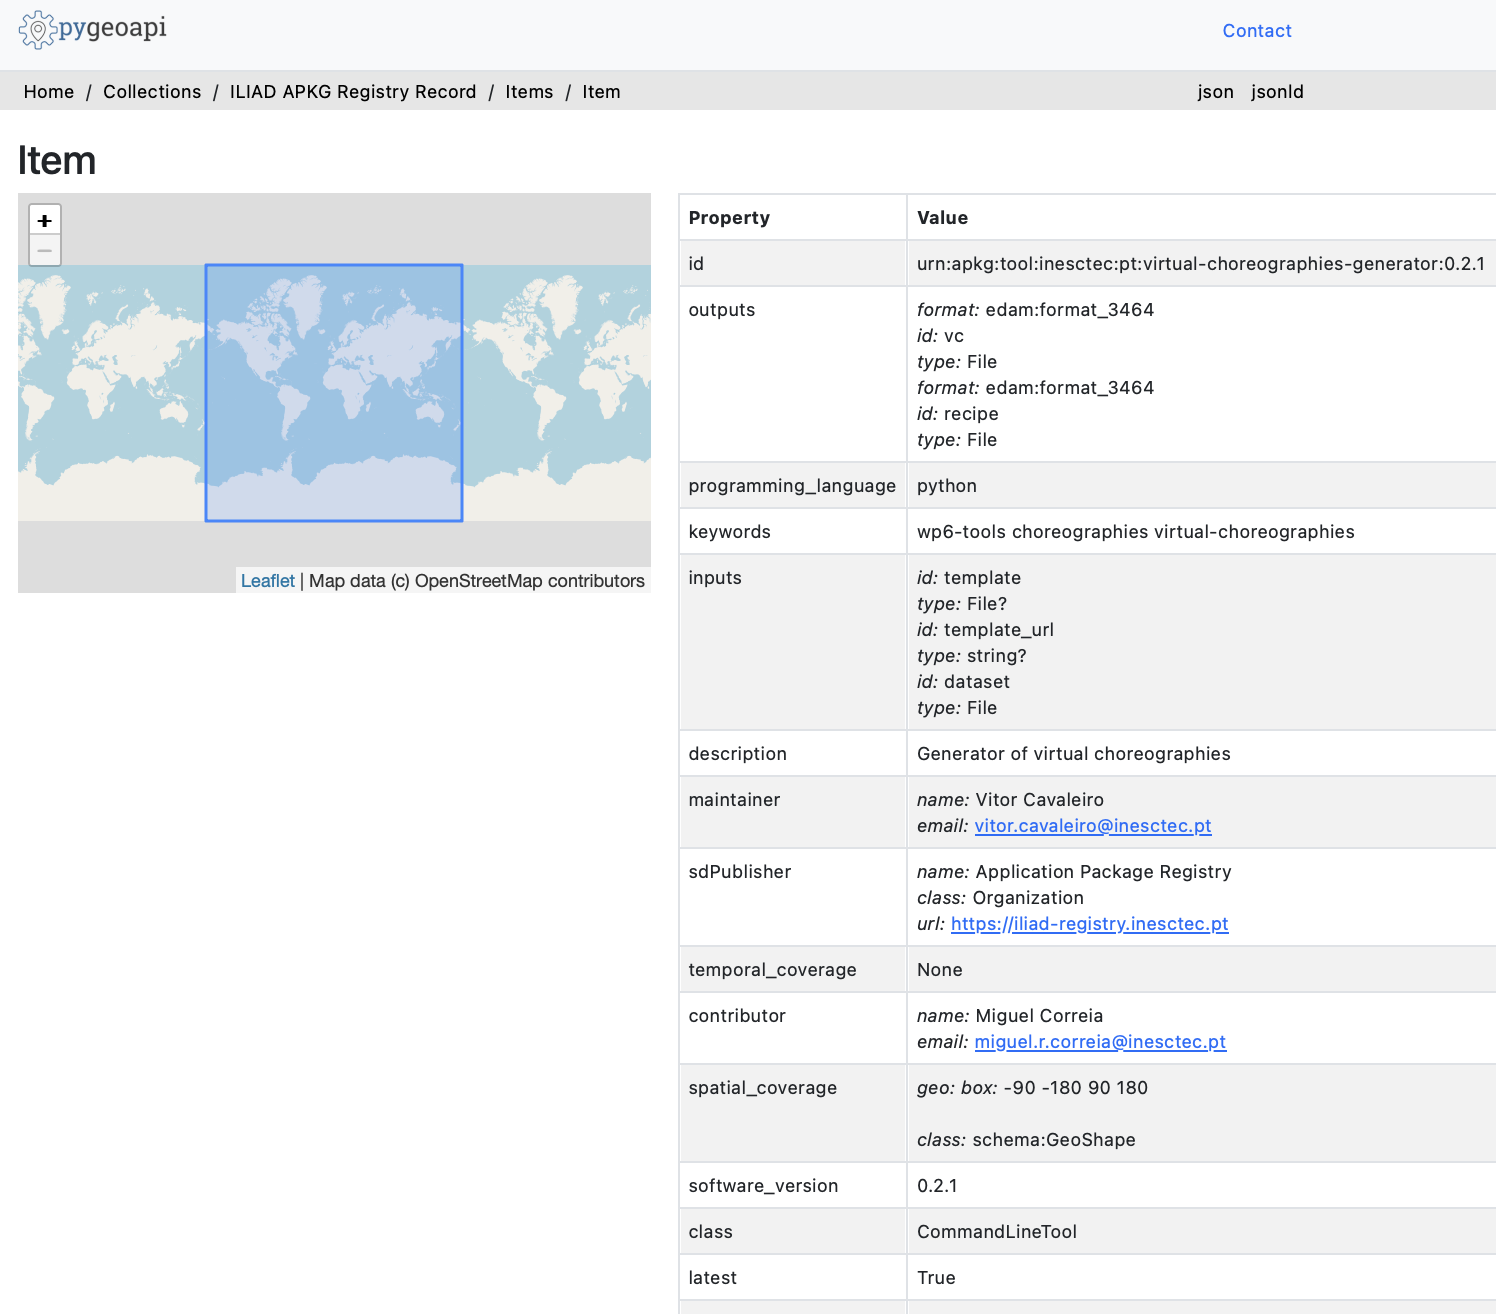 pygeoapi
Contact
Home / Collections / ILIAD APKG Registry Record / Items / Item
json jsonld
Item
+
−
Leaflet | Map data (c) OpenStreetMap contributors
Property Value
id urn:apkg:tool:inesctec:pt:virtual-choreographies-generator:0.2.1
outputs format: edam:format_3464
id: vc
type: File
format: edam:format_3464
id: recipe
type: File
programming_language python
keywords wp6-tools choreographies virtual-choreographies
inputs id: template
type: File?
id: template_url
type: string?
id: dataset
type: File
description Generator of virtual choreographies
maintainer name: Vitor Cavaleiro
email: vitor.cavaleiro@inesctec.pt
sdPublisher name: Application Package Registry
class: Organization
url: https://iliad-registry.inesctec.pt
temporal_coverage None
contributor name: Miguel Correia
email: miguel.r.correia@inesctec.pt
spatial_coverage geo: box: -90 -180 90 180
class: schema:GeoShape
software_version 0.2.1
class CommandLineTool
latest True